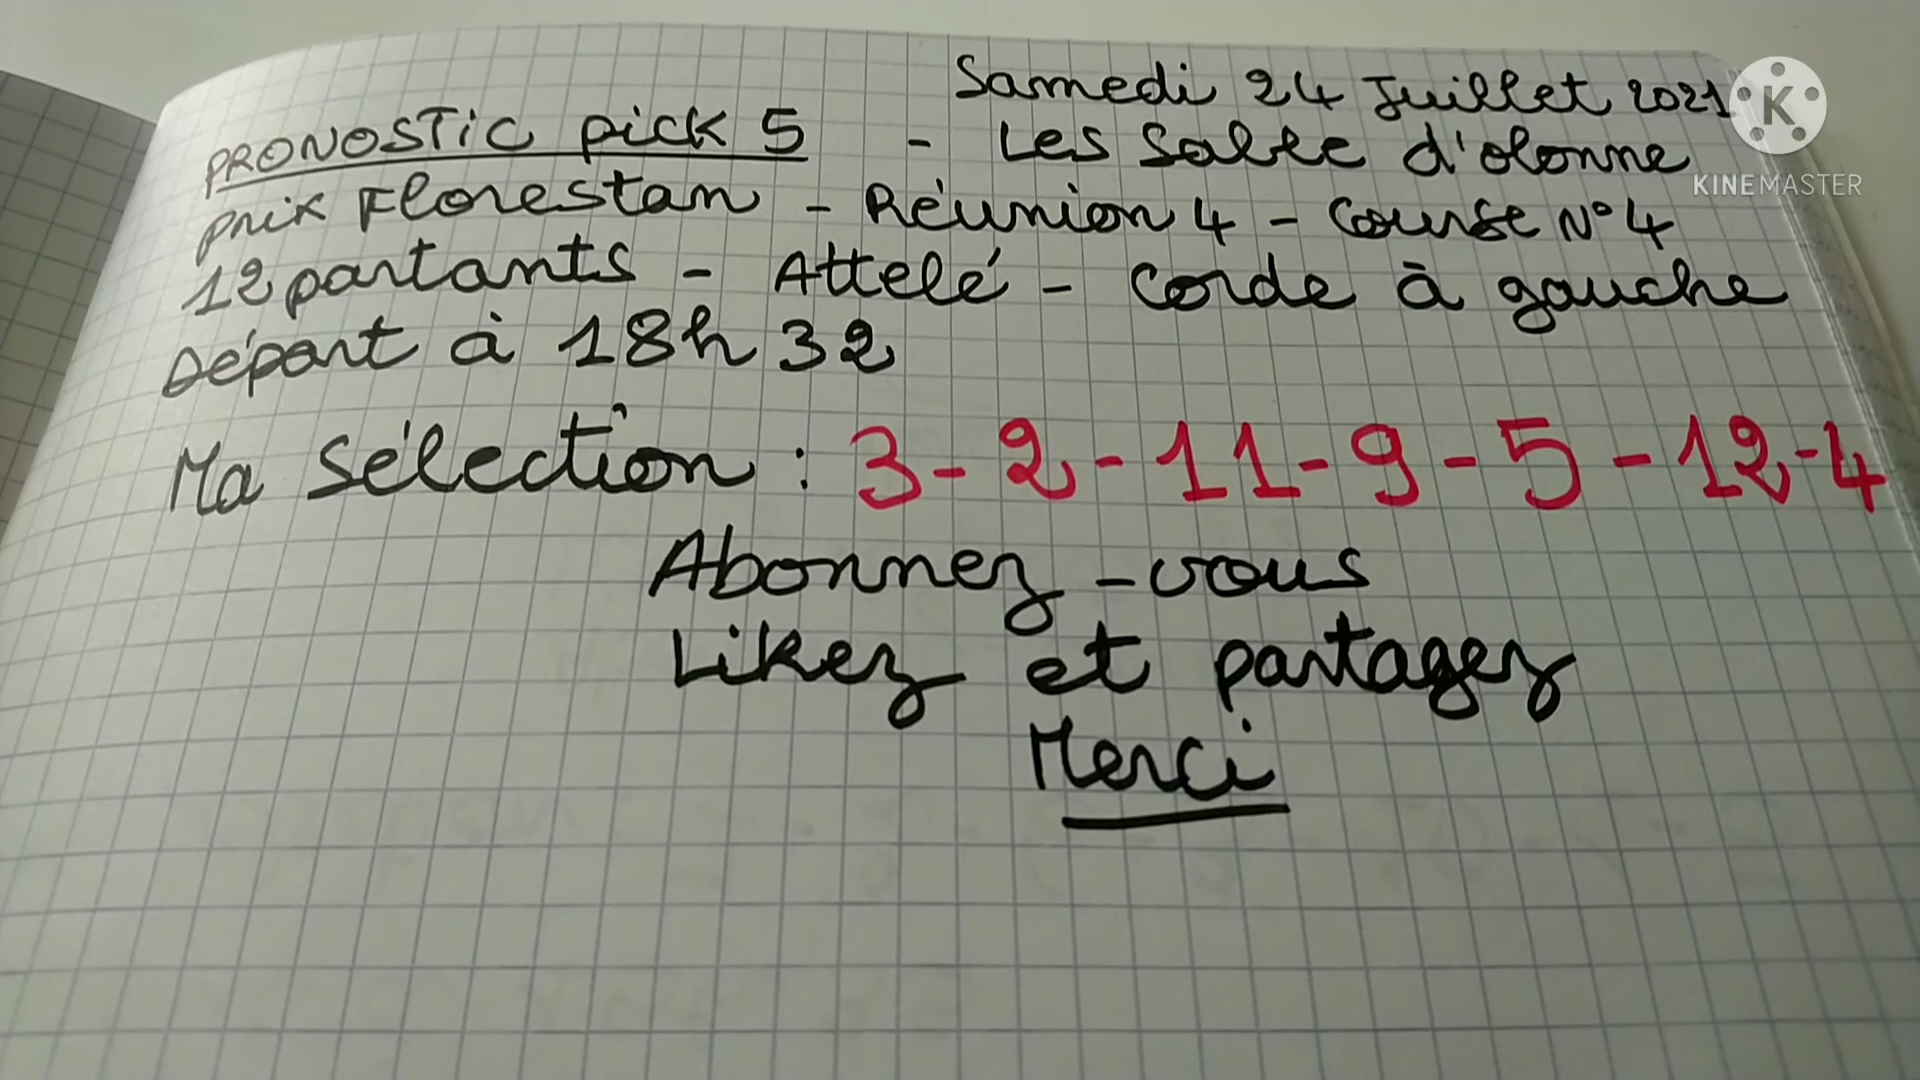 Samedi 24 Juillet 2021
PRONOSTIC pick 5 - Les Sable d'olonne
prix Florestan - Réunion 4 - Course N° 4
12 partants - Attelé - Corde à gauche
Départ à 18h32
Ma sélection : 3 - 2 - 11 - 9 - 5 - 12 - 4
Abonnez-vous
Likez et partagez
Merci
K
KINEMASTER